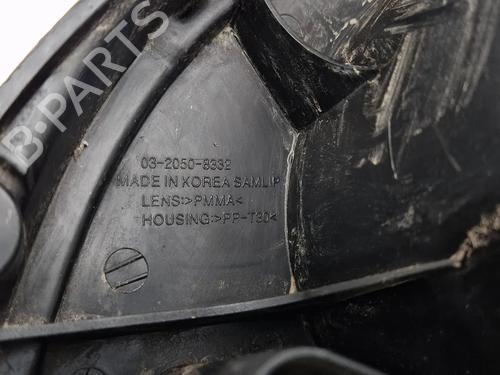 B-PARTS
03-2050-8332
MADE IN KOREA SAMLIP
LENS:>PMMA<
HOUSING:>PP-T30<